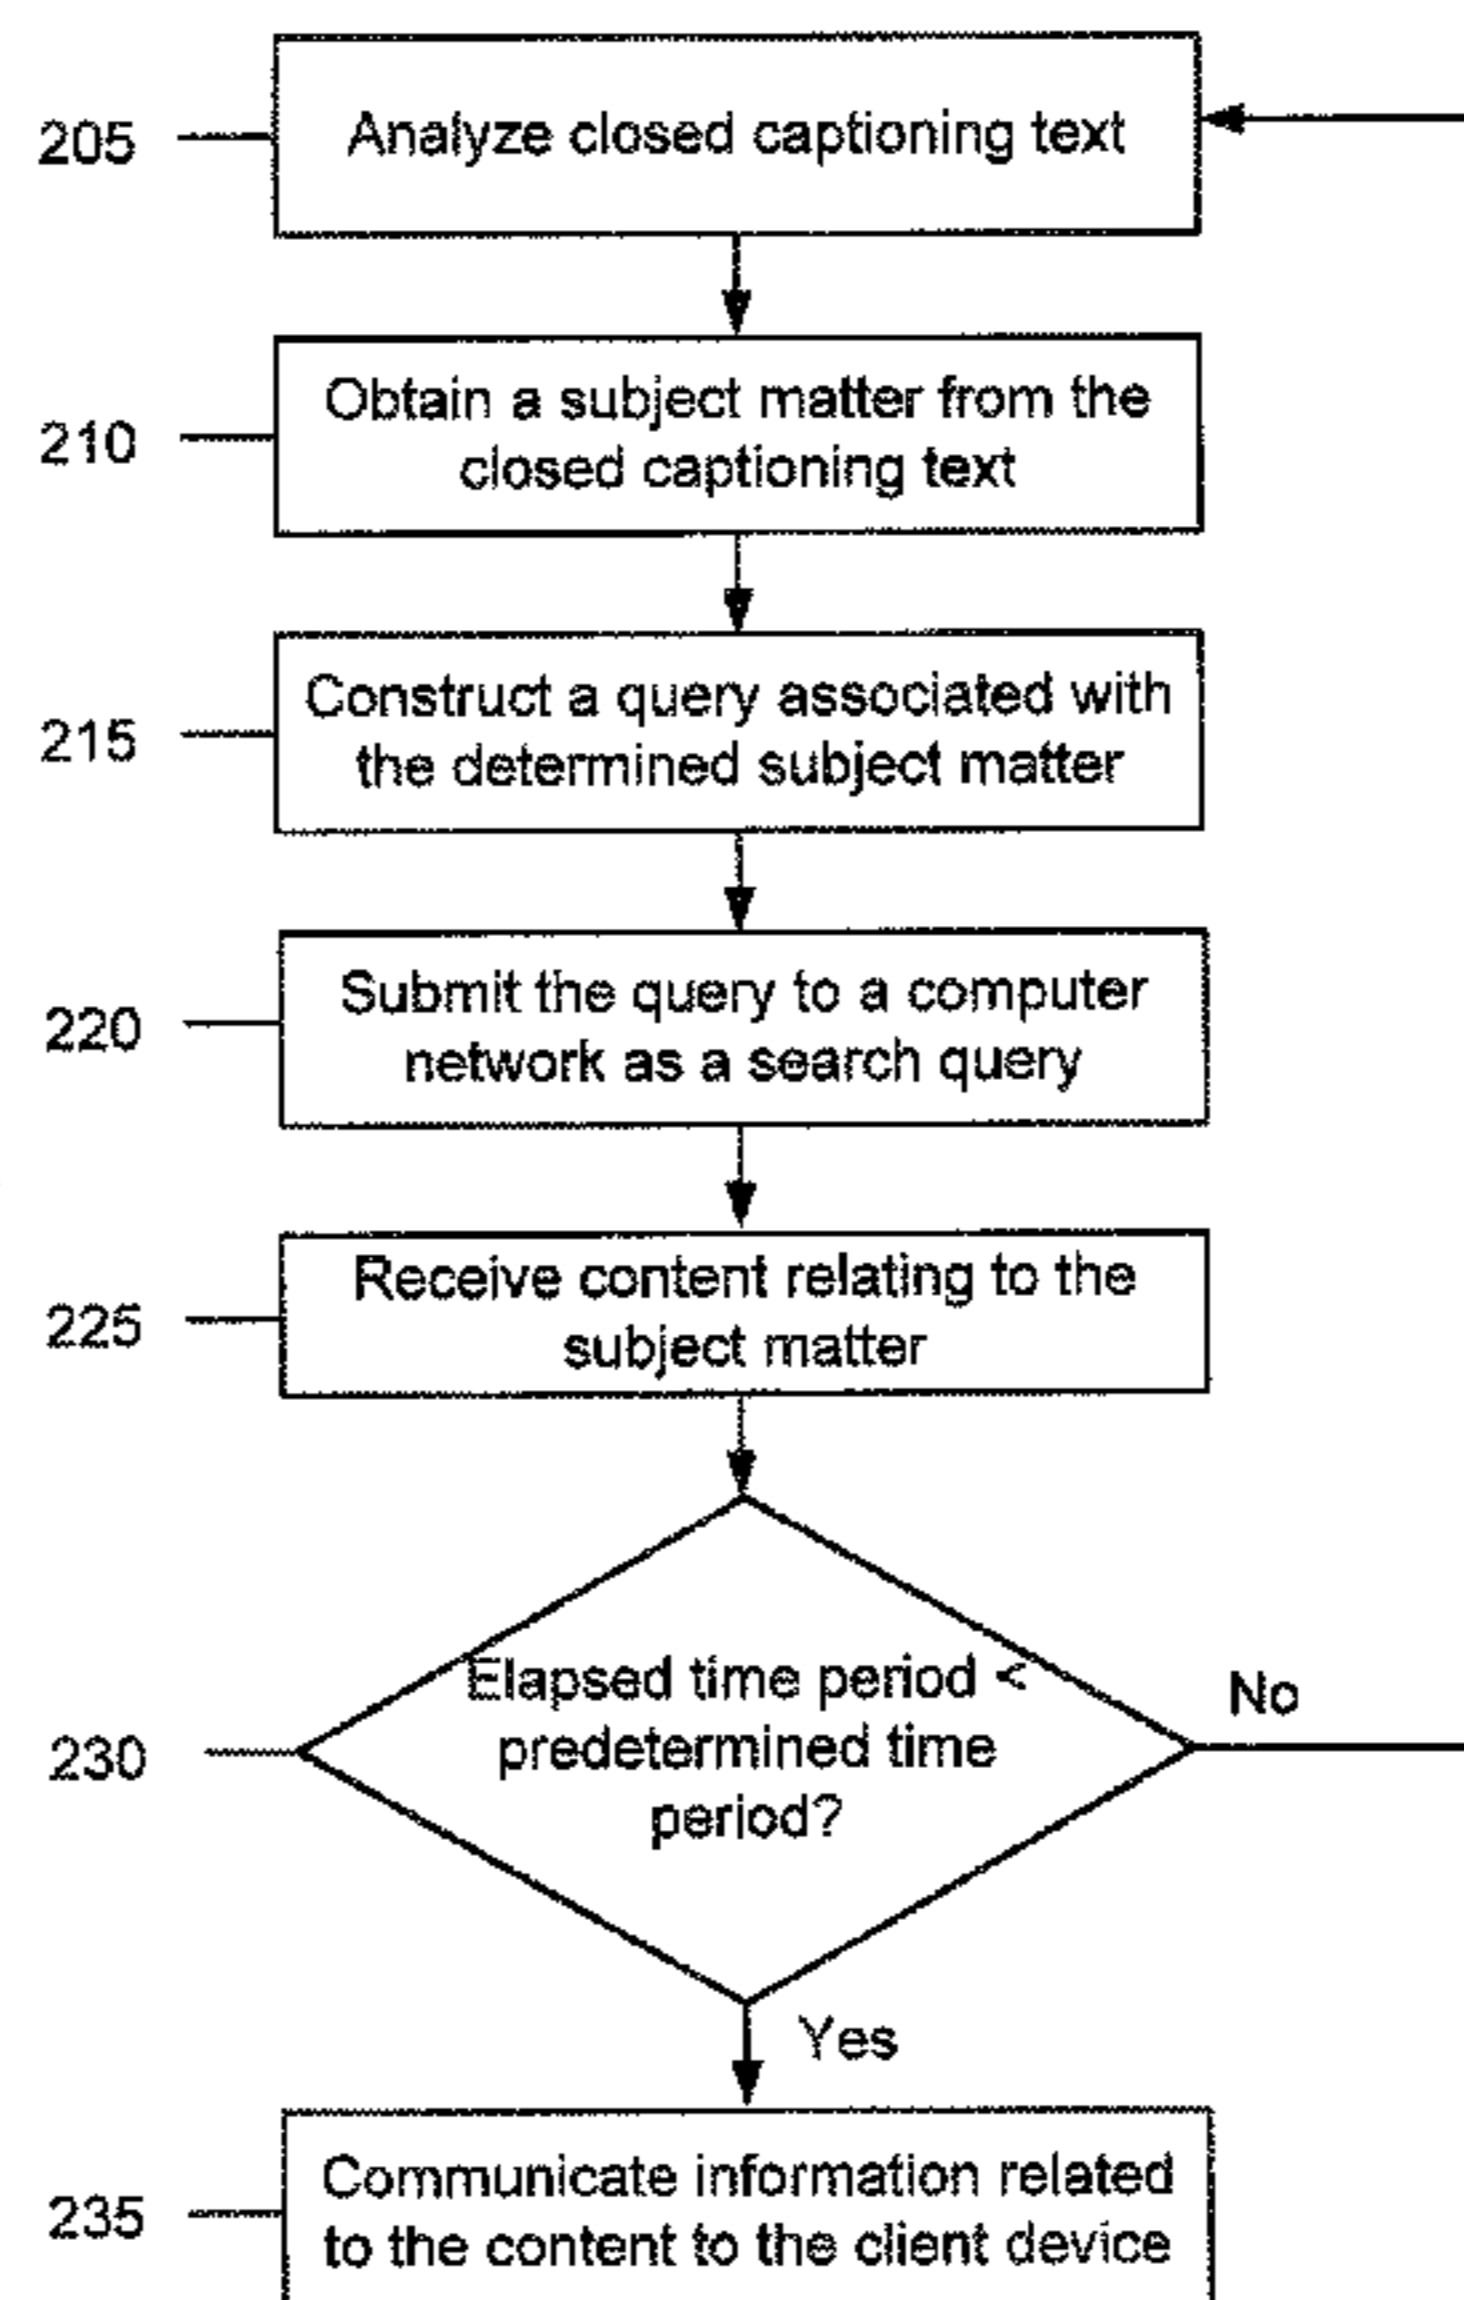 205
Analyze closed captioning text
210
Obtain a subject matter from the
closed captioning text
215
Construct a query associated with
the determined subject matter
220
Submit the query to a computer
network as a search query
225
Receive content relating to the
subject matter
230
Elapsed time period <
predetermined time
period?
No
Yes
235
Communicate information related
to the content to the client device